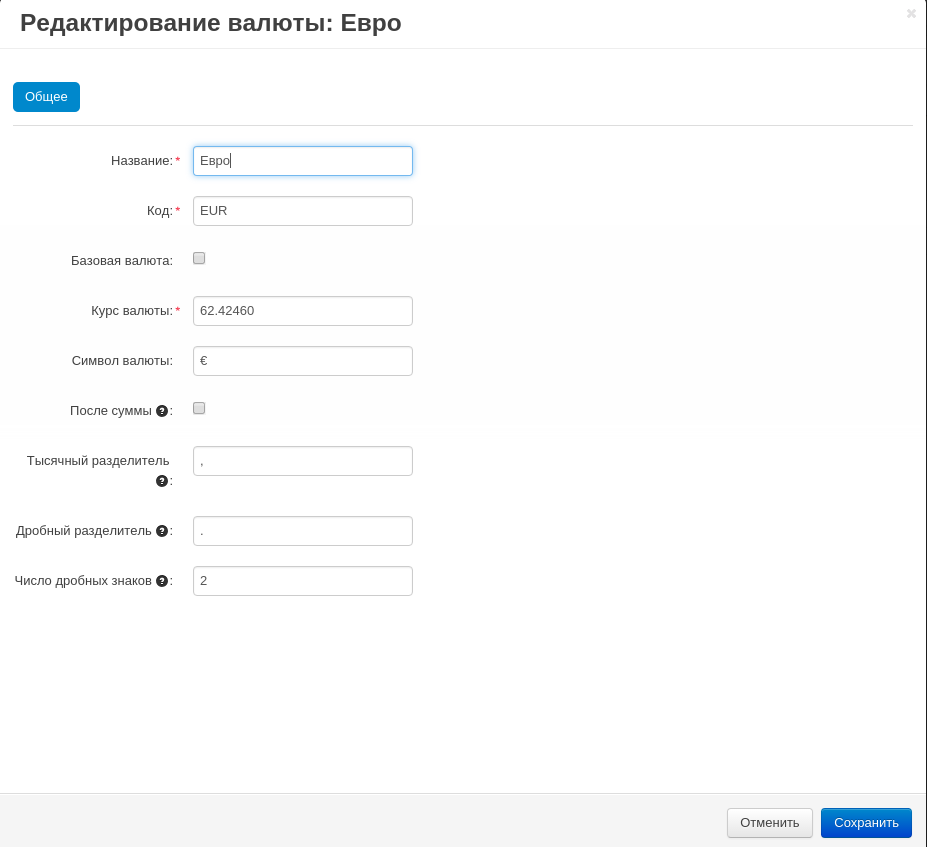 Редактирование валюты: Евро
×
Общее
Название:* Евро
Код:* EUR
Базовая валюта:
Курс валюты:* 62.42460
Символ валюты: €
После суммы ?:
Тысячный разделитель ,
?:
Дробный разделитель ?: .
Число дробных знаков ?: 2
Отменить Сохранить